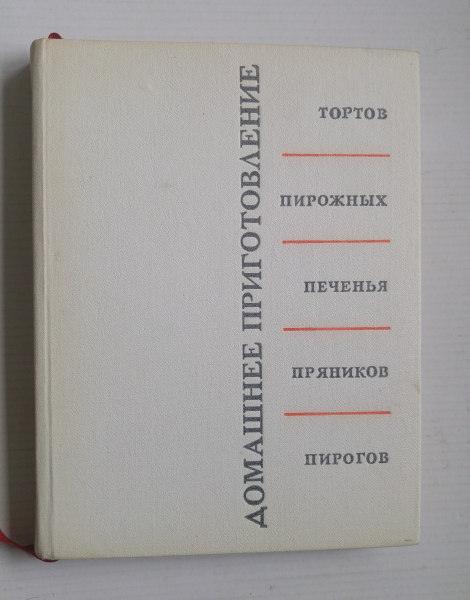 ДОМАШНЕЕ ПРИГОТОВЛЕНИЕ
ТОРТОВ
ПИРОЖНЫХ
ПЕЧЕНЬЯ
ПРЯНИКОВ
ПИРОГОВ